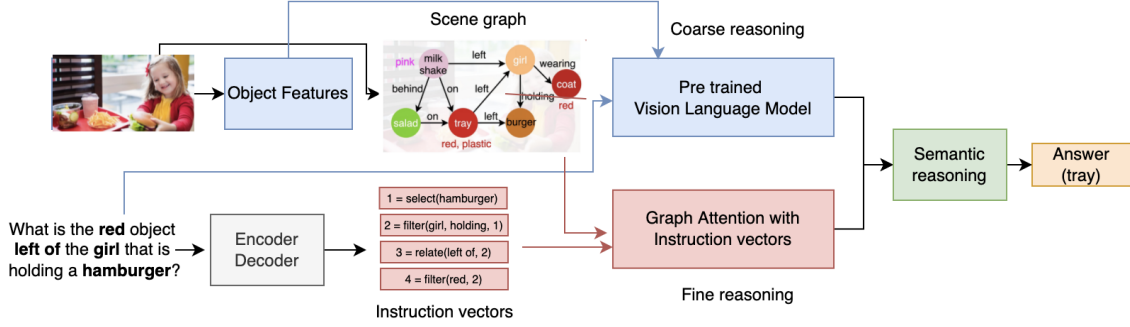 Scene graph
Coarse reasoning
Object Features
pink
milk
shake
left
girl
wearing
coat
behind
on
left
holding
red
salad
on
tray
left
burger
red, plastic
Pre trained
Vision Language Model
Semantic
reasoning
Answer
(tray)
What is the red object
left of the girl that is
holding a hamburger?
Encoder
Decoder
1 = select(hamburger)
2 = filter(girl, holding, 1)
3 = relate(left of, 2)
4 = filter(red, 2)
Instruction vectors
Graph Attention with
Instruction vectors
Fine reasoning